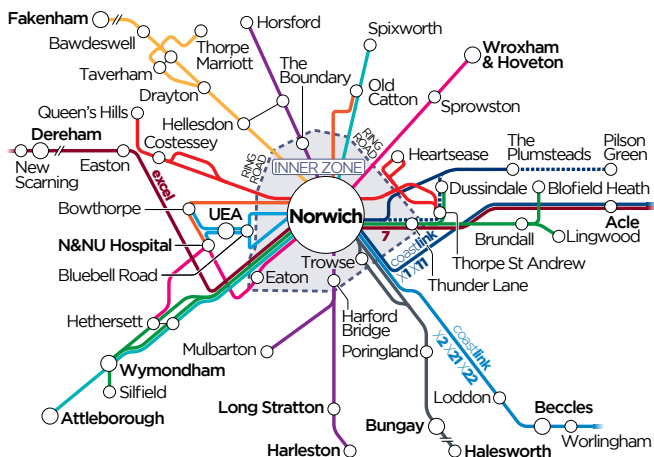 Fakenham
Horsford
Bawdeswell
Thorpe
Marriott
Spixworth
Wroxham
& Hoveton
The
Boundary
Taverham
Old
Catton
Drayton
Sprowston
Queen's Hills
Hellesdon
Dereham
Costessey
RING
ROAD
RING
ROAD
Heartsease
The
Plumsteads
Pilson
Green
New
Scarning
Easton
excel
INNER ZONE
Dussindale
Blofield Heath
Bowthorpe
UEA
Norwich
7
Acle
N&NU Hospital
Brundall
Lingwood
Bluebell Road
Trowse
coastlink
X1 X11
Thorpe St Andrew
Eaton
Thunder Lane
Hethersett
Harford
Bridge
Mulbarton
Poringland
coastlink
X2 X21 X22
Wymondham
Silfield
Loddon
Attleborough
Long Stratton
Bungay
Beccles
Worlingham
Harleston
Halesworth